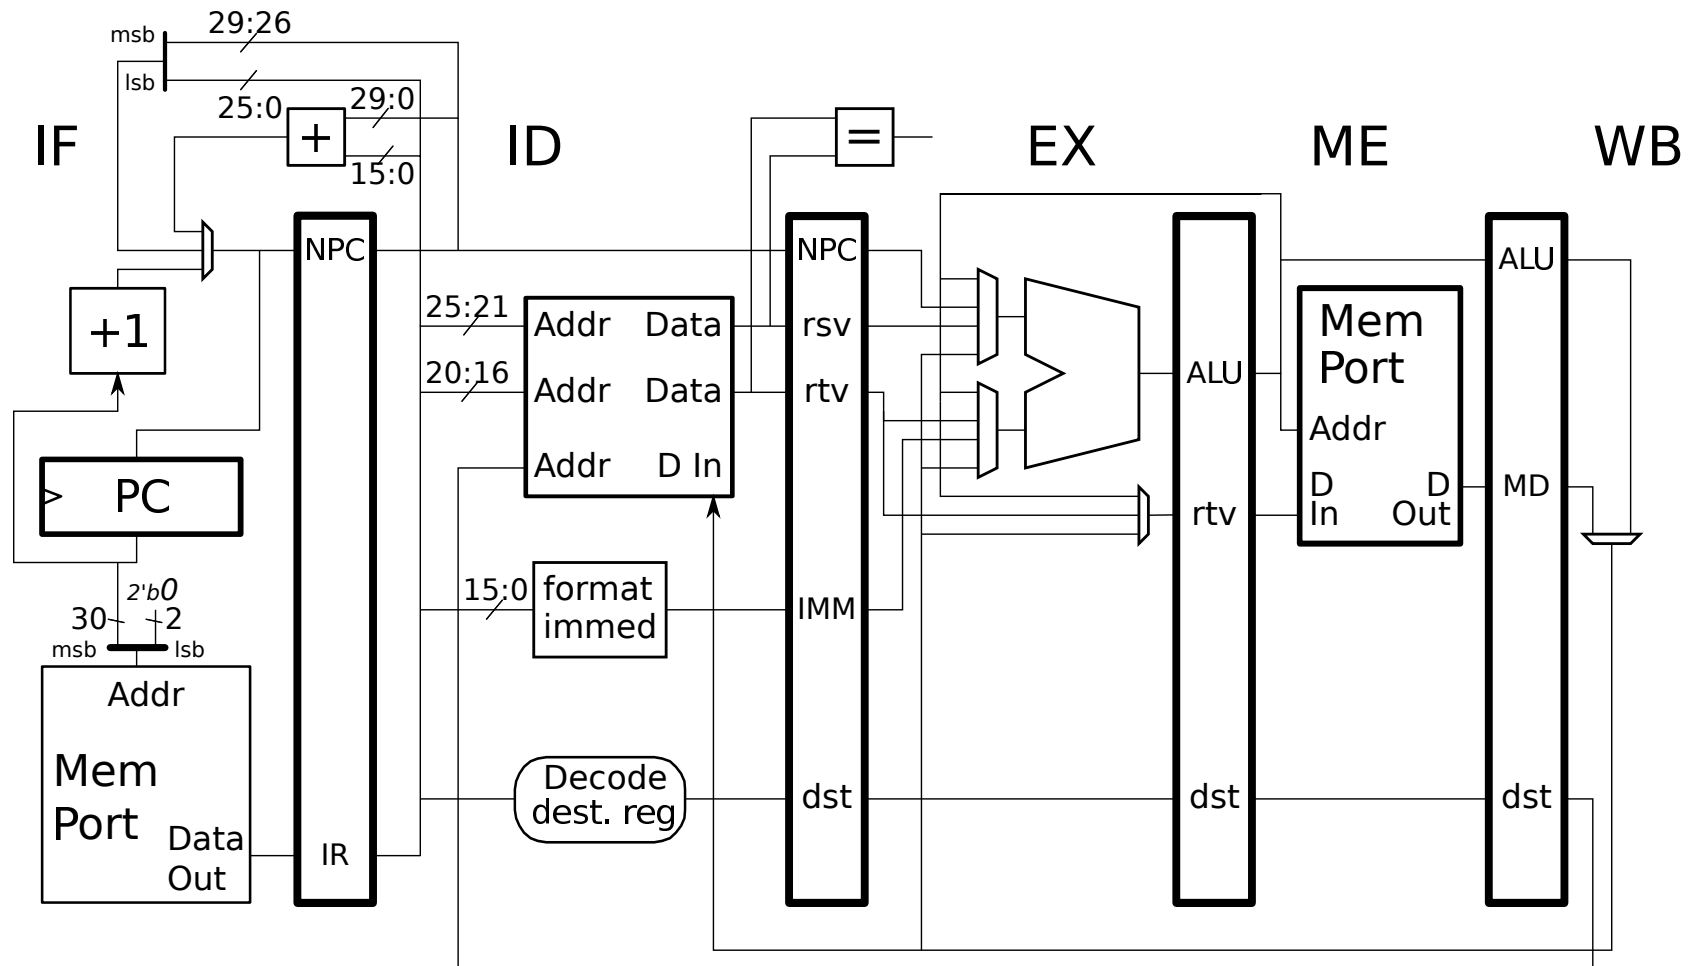 29:26
msb
lsb
25:0
29:0
+
15:0
=
IF
ID
EX
ME
WB
+1
PC
30
2'b0
2
msb
lsb
Addr
Mem
Port
Data
Out
NPC
IR
25:21
20:16
Addr
Data
Addr
Data
Addr
D In
15:0
format
immed
Decode
dest. reg
NPC
rsv
rtv
IMM
dst
ALU
rtv
dst
Mem
Port
Addr
D
In
D
Out
ALU
MD
dst